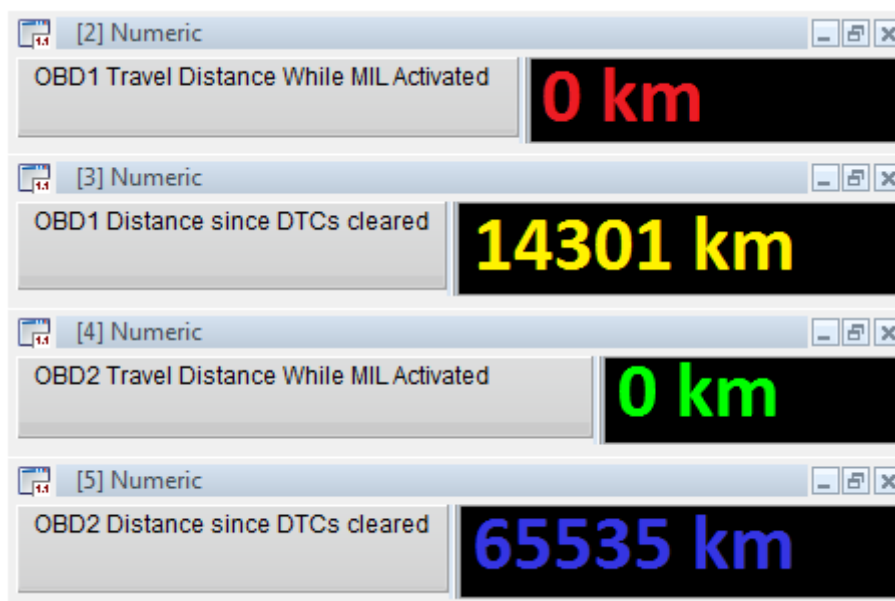 [2] Numeric
OBD1 Travel Distance While MIL Activated
0 km
[3] Numeric
OBD1 Distance since DTCs cleared
14301 km
[4] Numeric
OBD2 Travel Distance While MIL Activated
0 km
[5] Numeric
OBD2 Distance since DTCs cleared
65535 km